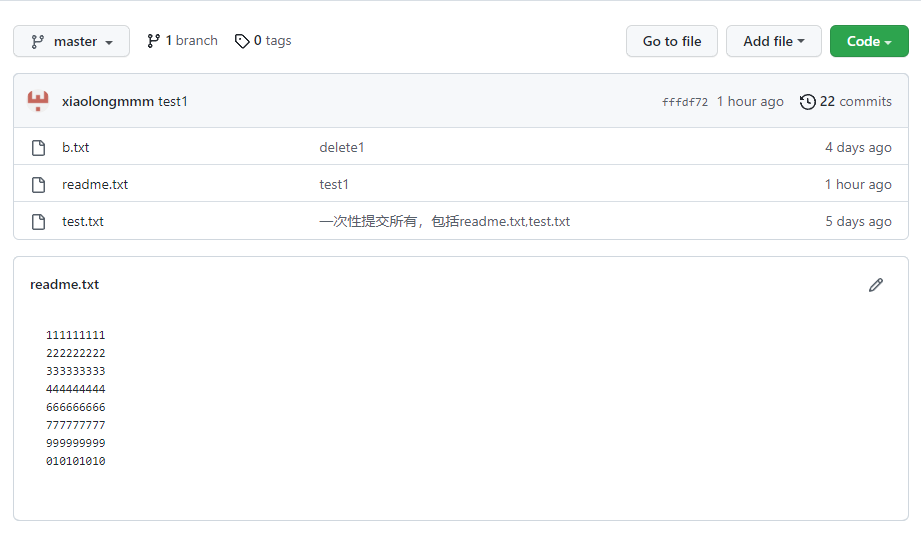 master 1 branch 0 tags Go to file Add file Code
xiaolongmmm test1 fffdf72 1 hour ago 22 commits
b.txt delete1 4 days ago
readme.txt test1 1 hour ago
test.txt 一次性提交所有，包括readme.txt,test.txt 5 days ago
readme.txt
111111111
222222222
333333333
444444444
666666666
777777777
999999999
010101010